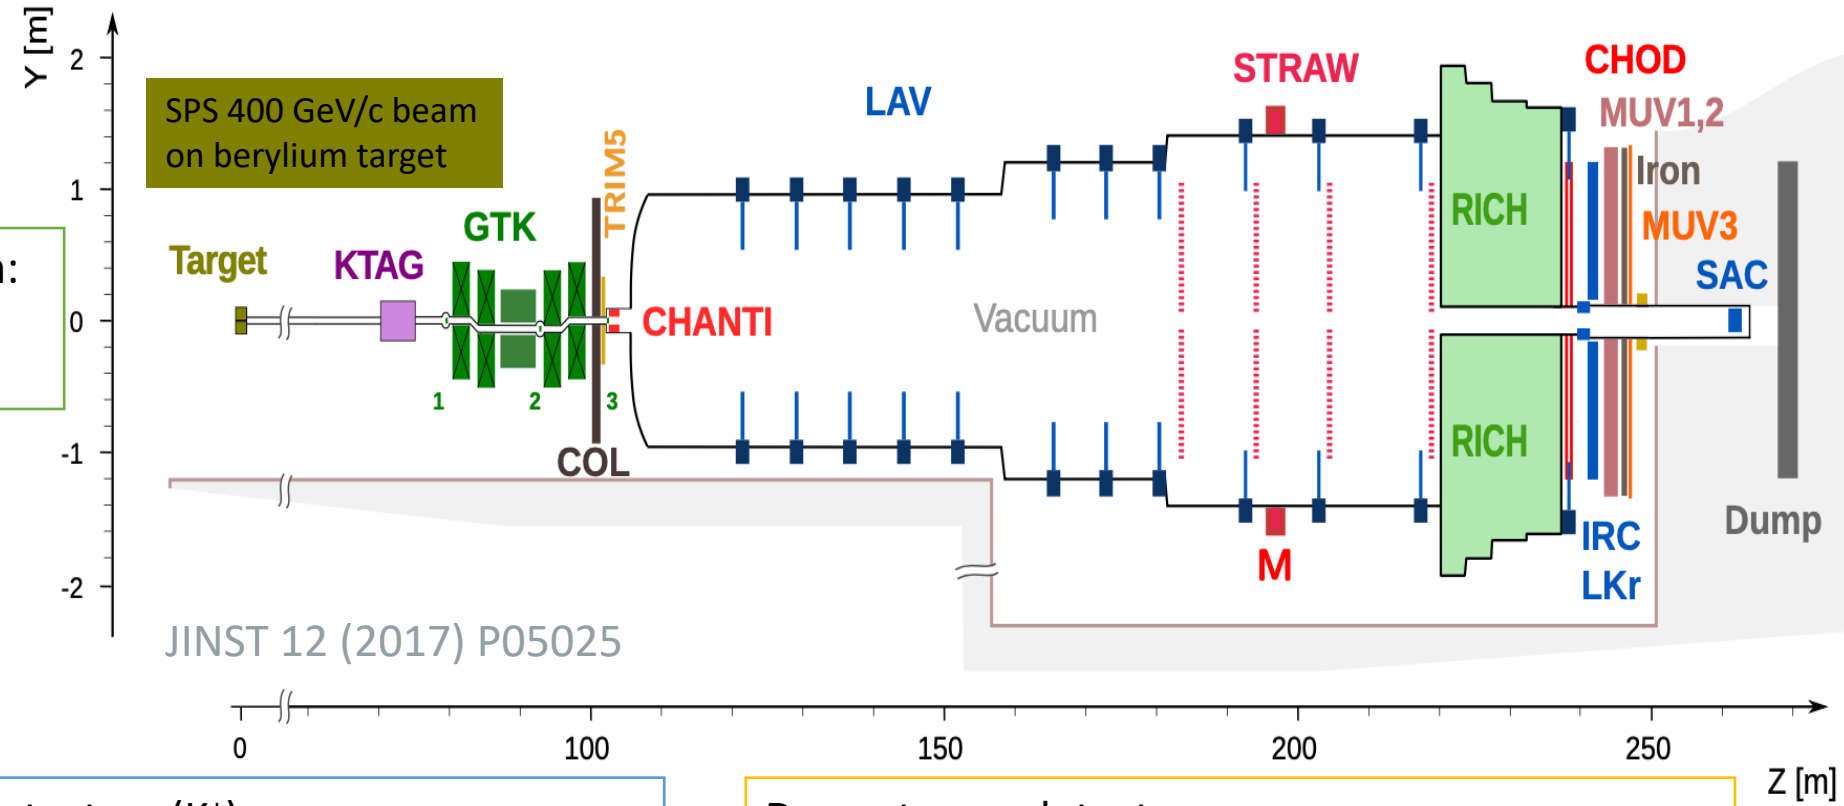 Y [m]
2
1
0
-1
-2
SPS 400 GeV/c beam
on berylium target
Target
KTAG
GTK
1
2
3
TRIM5
COL
CHANTI
LAV
Vacuum
STRAW
M
RICH
RICH
CHOD
MUV1,2
Iron
MUV3
SAC
IRC
LKr
Dump
JINST 12 (2017) P05025
0
100
150
200
250
Z [m]